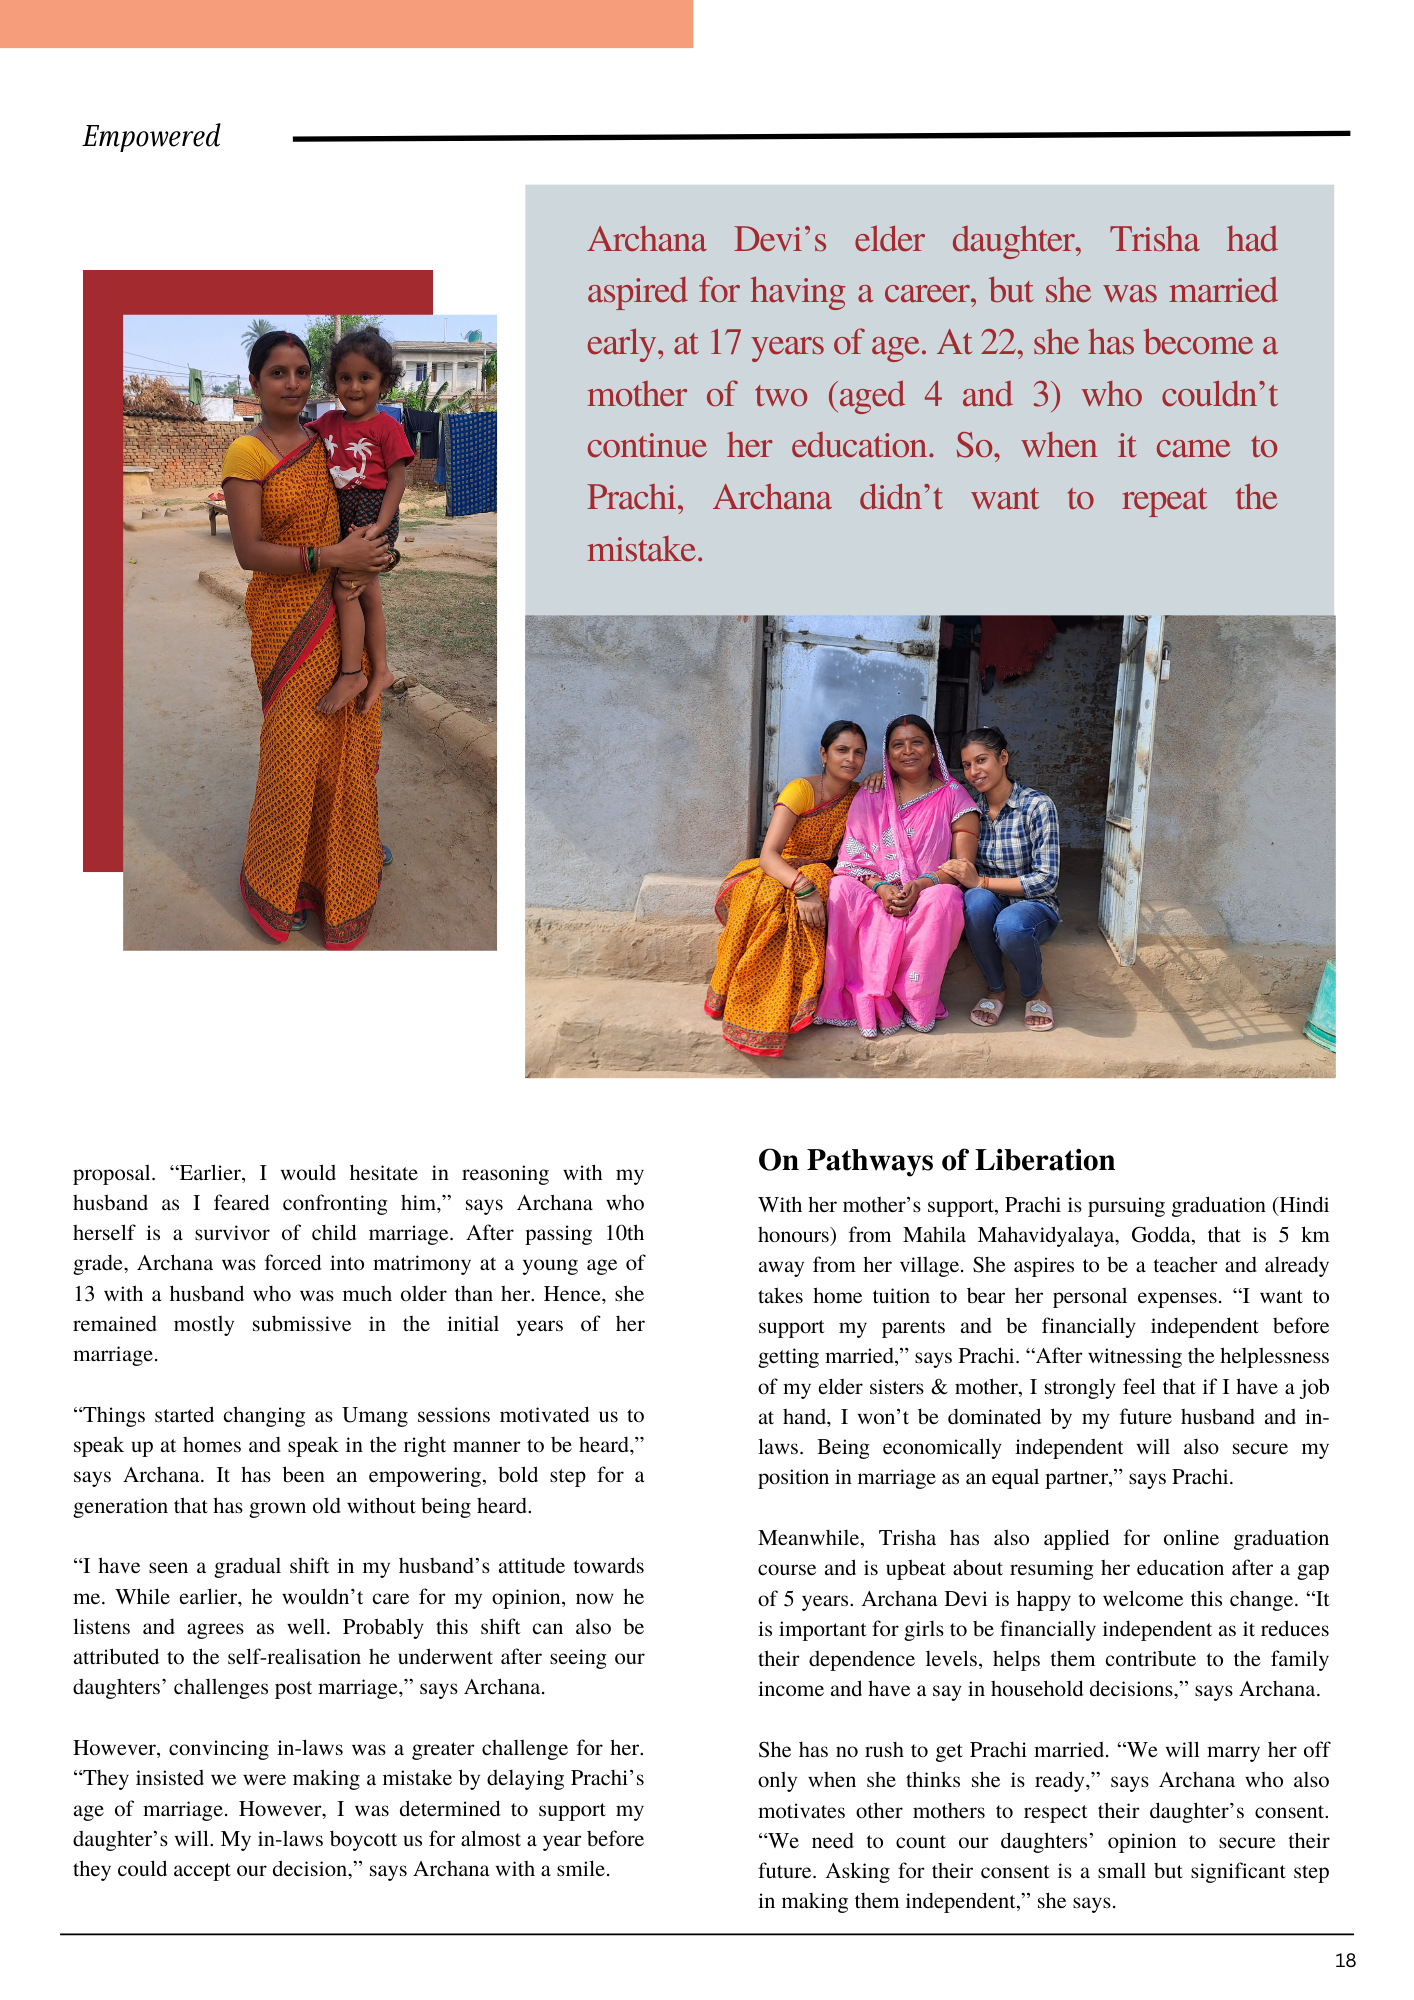 Empowered
Archana Devi’s elder daughter, Trisha had
aspired for having a career, but she was married
early, at 17 years of age. At 22, she has become a
mother of two (aged 4 and 3) who couldn’t
continue her education. So, when it came to
Prachi, Archana didn’t want to repeat the
mistake.
proposal. “Earlier, I would hesitate in reasoning with my
husband as I feared confronting him,” says Archana who
herself is a survivor of child marriage. After passing 10th
grade, Archana was forced into matrimony at a young age of
13 with a husband who was much older than her. Hence, she
remained mostly submissive in the initial years of her
marriage.
“Things started changing as Umang sessions motivated us to
speak up at homes and speak in the right manner to be heard,”
says Archana. It has been an empowering, bold step for a
generation that has grown old without being heard.
“I have seen a gradual shift in my husband’s attitude towards
me. While earlier, he wouldn’t care for my opinion, now he
listens and agrees as well. Probably this shift can also be
attributed to the self-realisation he underwent after seeing our
daughters’ challenges post marriage,” says Archana.
However, convincing in-laws was a greater challenge for her.
“They insisted we were making a mistake by delaying Prachi’s
age of marriage. However, I was determined to support my
daughter’s will. My in-laws boycott us for almost a year before
they could accept our decision,” says Archana with a smile.
On Pathways of Liberation
With her mother’s support, Prachi is pursuing graduation (Hindi
honours) from Mahila Mahavidyalaya, Godda, that is 5 km
away from her village. She aspires to be a teacher and already
takes home tuition to bear her personal expenses. “I want to
support my parents and be financially independent before
getting married,” says Prachi. “After witnessing the helplessness
of my elder sisters & mother, I strongly feel that if I have a job
at hand, I won’t be dominated by my future husband and in-
laws. Being economically independent will also secure my
position in marriage as an equal partner,” says Prachi.
Meanwhile, Trisha has also applied for online graduation
course and is upbeat about resuming her education after a gap
of 5 years. Archana Devi is happy to welcome this change. “It
is important for girls to be financially independent as it reduces
their dependence levels, helps them contribute to the family
income and have a say in household decisions,” says Archana.
She has no rush to get Prachi married. “We will marry her off
only when she thinks she is ready,” says Archana who also
motivates other mothers to respect their daughter’s consent.
“We need to count our daughters’ opinion to secure their
future. Asking for their consent is a small but significant step
in making them independent,” she says.
18